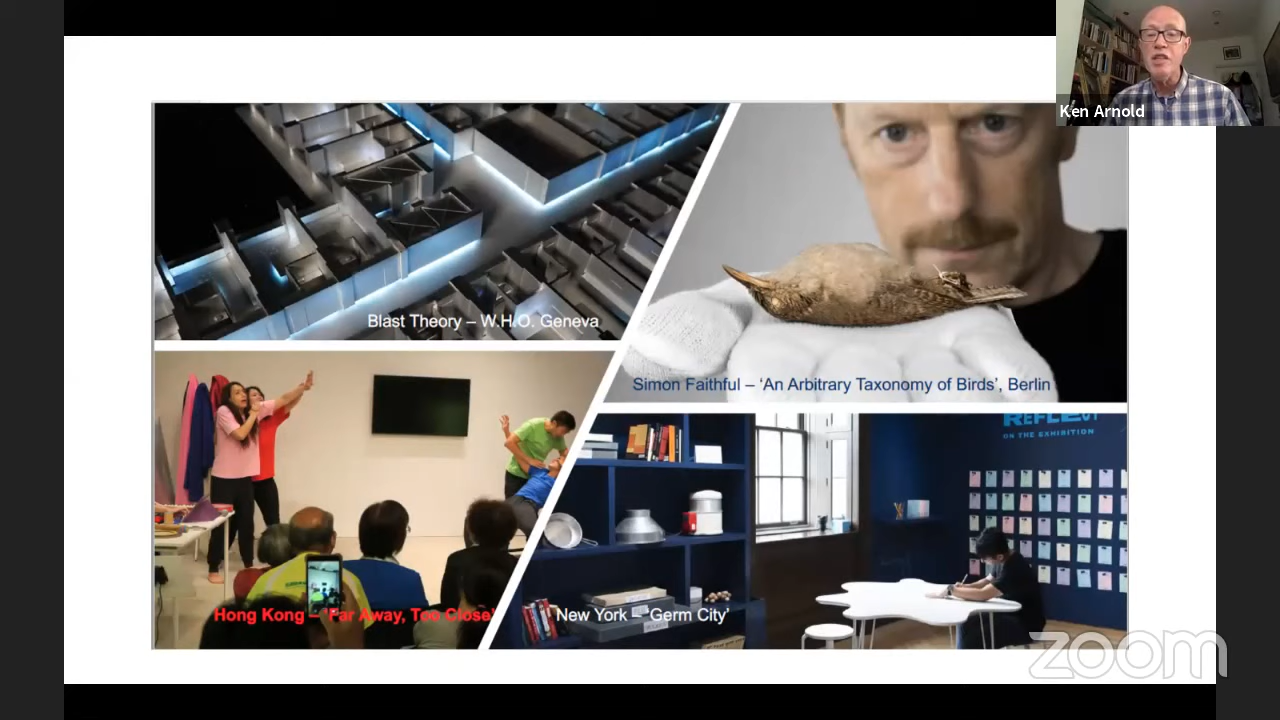 Ken Arnold
Blast Theory – W.H.O. Geneva
Simon Faithful – ‘An Arbitrary Taxonomy of Birds’, Berlin
REFLECT
ON THE EXHIBITION
Hong Kong – ‘Far Away, Too Close’
New York – ‘Germ City’
zoom